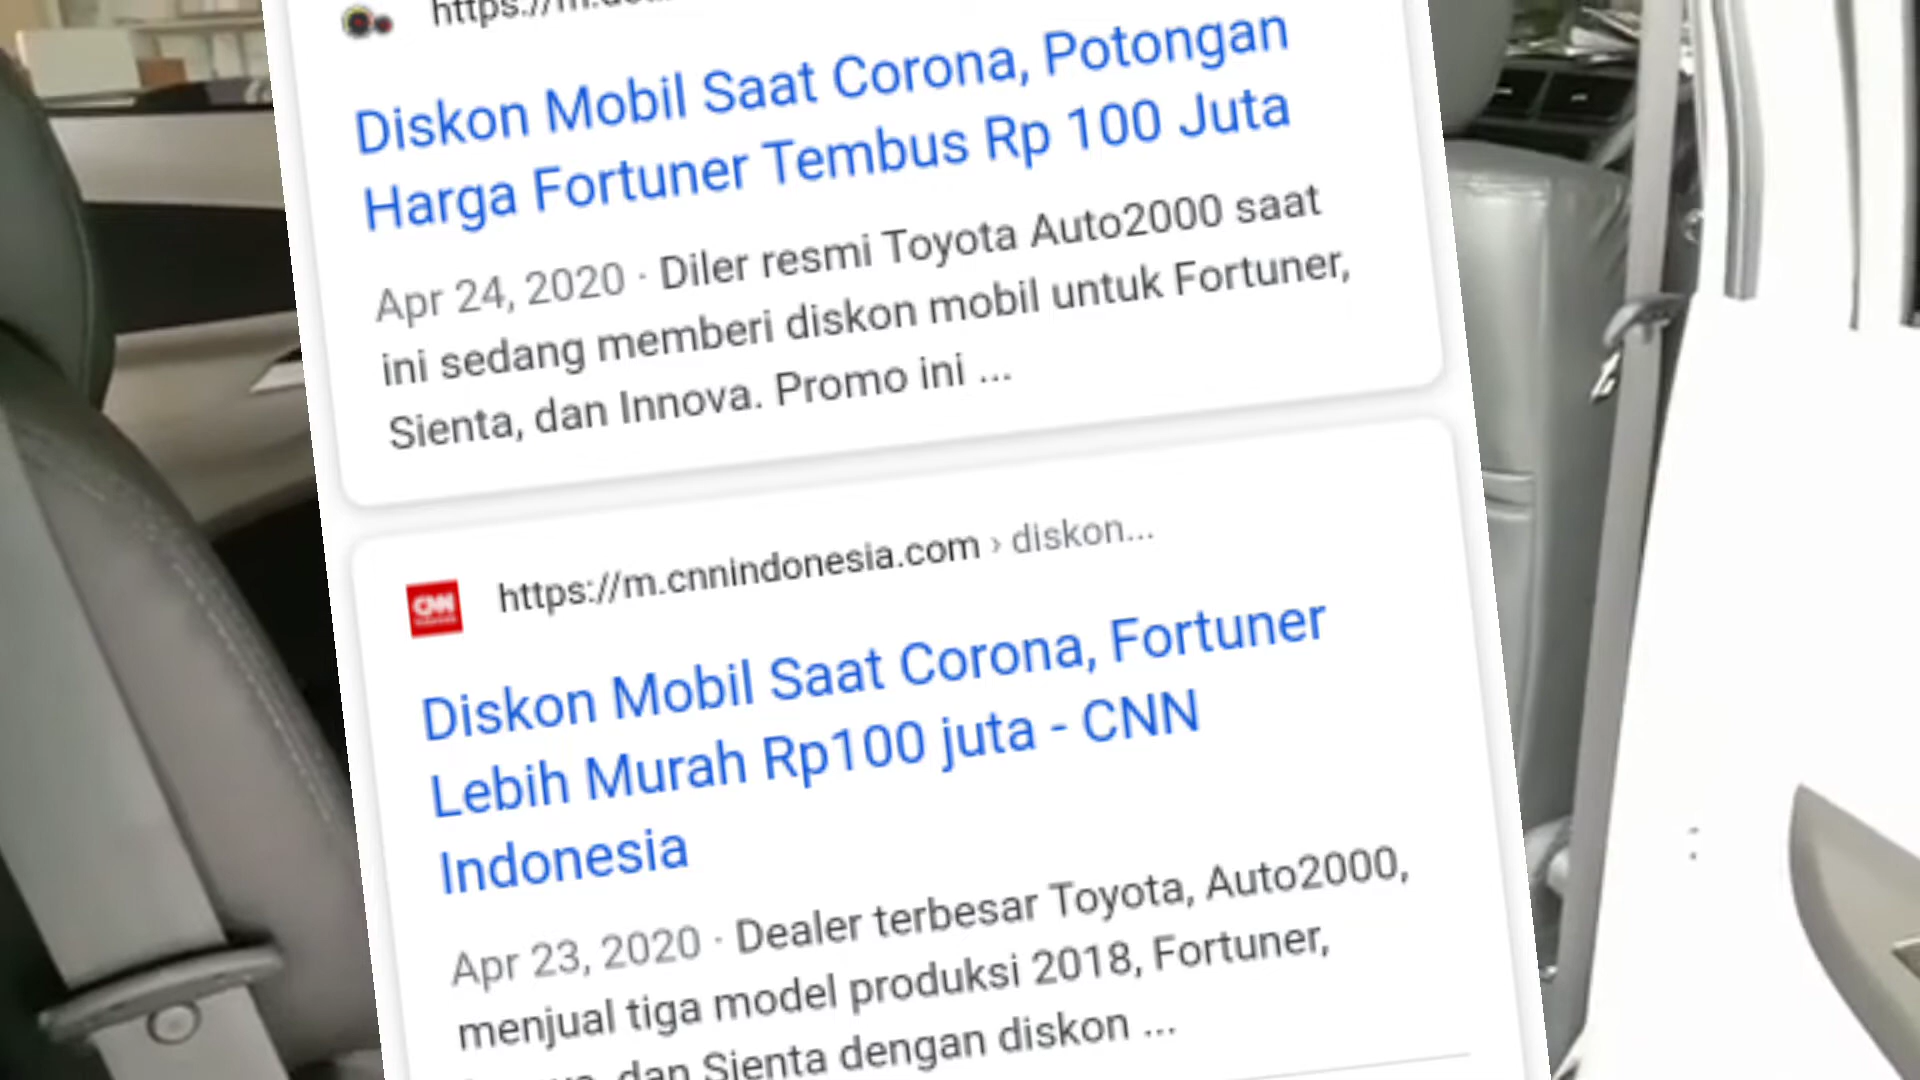 Diskon Mobil Saat Corona, Potongan
Harga Fortuner Tembus Rp 100 Juta
Apr 24, 2020 · Diler resmi Toyota Auto2000 saat
ini sedang memberi diskon mobil untuk Fortuner,
Sienta, dan Innova. Promo ini ...
CNN
https://m.cnnindonesia.com › diskon...
Diskon Mobil Saat Corona, Fortuner
Lebih Murah Rp100 juta - CNN
Indonesia
Apr 23, 2020 · Dealer terbesar Toyota, Auto2000,
menjual tiga model produksi 2018, Fortuner,
dan Sienta dengan diskon ...